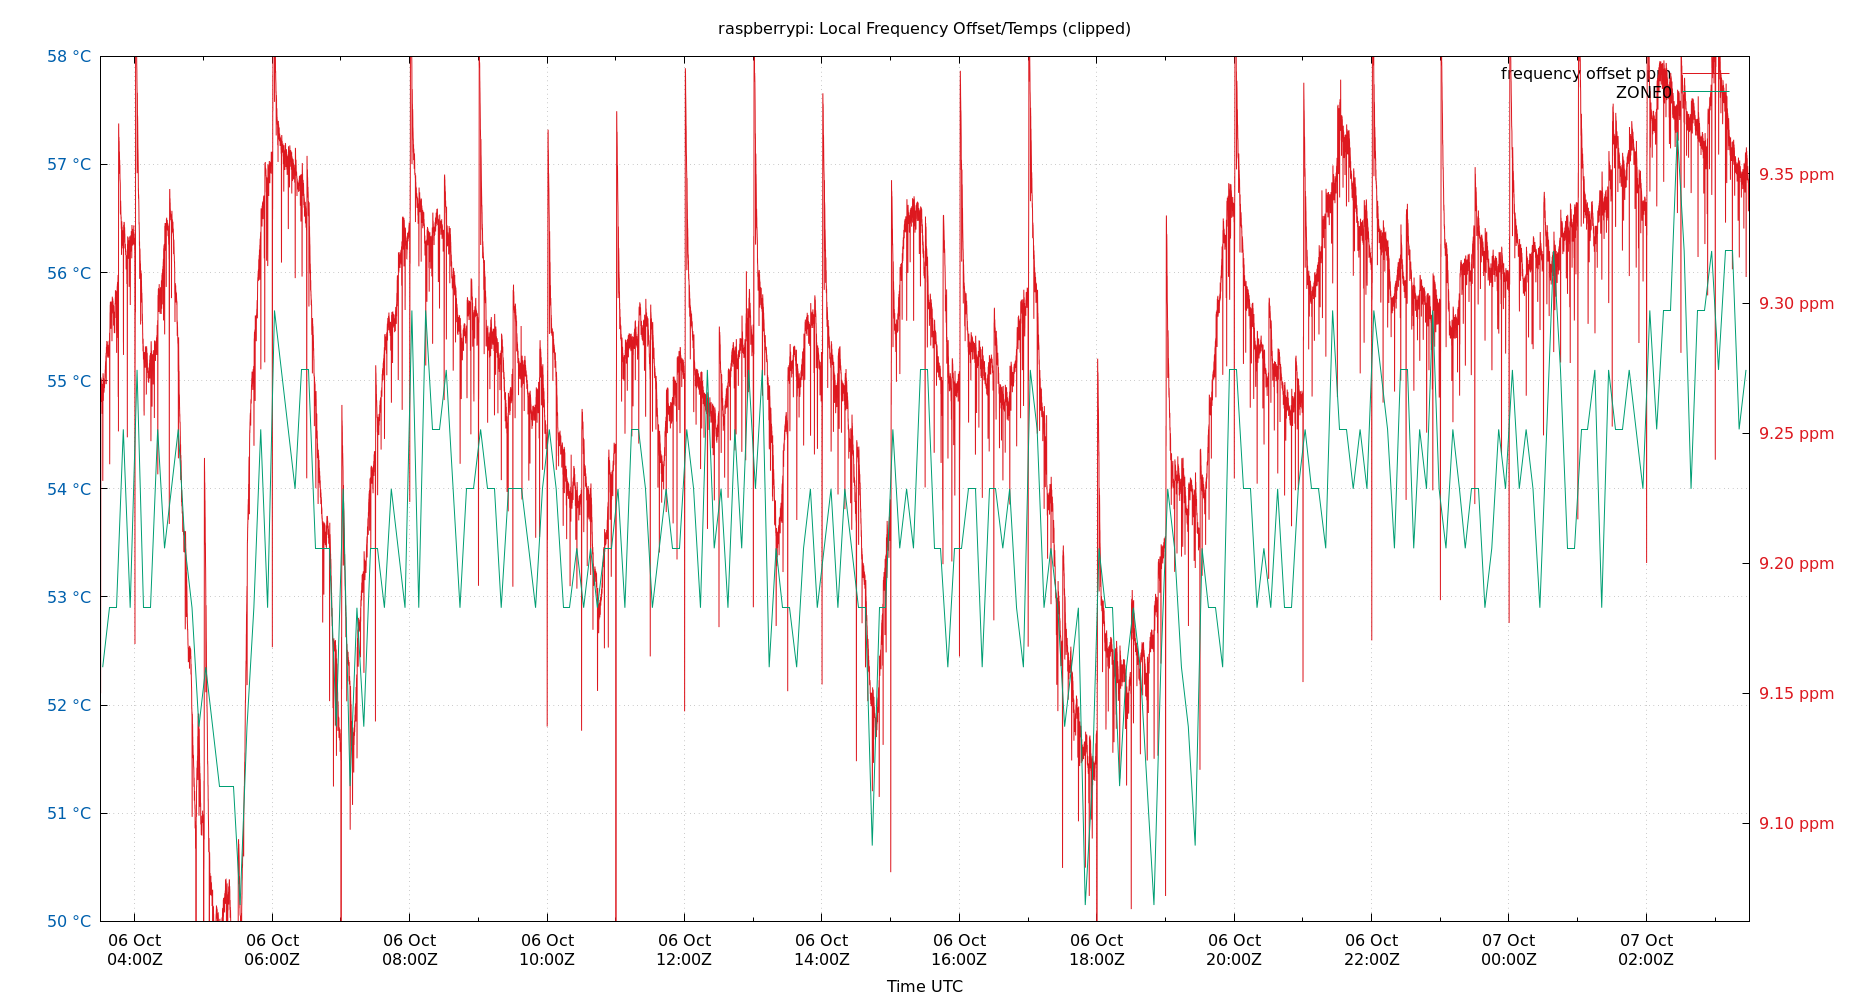 raspberrypi: Local Frequency Offset/Temps (clipped)
58 °C
57 °C
56 °C
55 °C
54 °C
53 °C
52 °C
51 °C
50 °C
frequency offset ppm
ZONE0
9.35 ppm
9.30 ppm
9.25 ppm
9.20 ppm
9.15 ppm
9.10 ppm
06 Oct
04:00Z
06 Oct
06:00Z
06 Oct
08:00Z
06 Oct
10:00Z
06 Oct
12:00Z
06 Oct
14:00Z
06 Oct
16:00Z
06 Oct
18:00Z
06 Oct
20:00Z
06 Oct
22:00Z
07 Oct
00:00Z
07 Oct
02:00Z
Time UTC